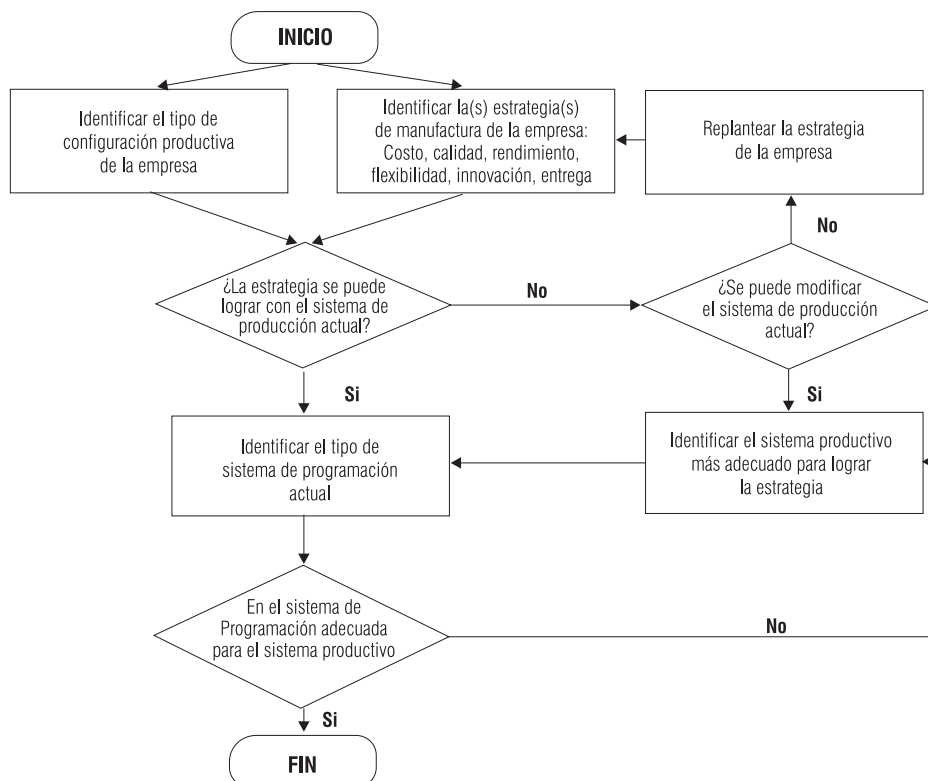 INICIO
Identificar el tipo de
configuración productiva
de la empresa
Identificar la(s) estrategia(s)
de manufactura de la empresa:
Costo, calidad, rendimiento,
flexibilidad, innovación, entrega
Replantear la estrategia
de la empresa
No
¿La estrategia se puede
lograr con el sistema de
producción actual?
No
¿Se puede modificar
el sistema de producción
actual?
Si
Si
Identificar el tipo de
sistema de programación
actual
Identificar el sistema productivo
más adecuado para lograr
la estrategia
En el sistema de
Programación adecuada
para el sistema productivo
No
Si
FIN